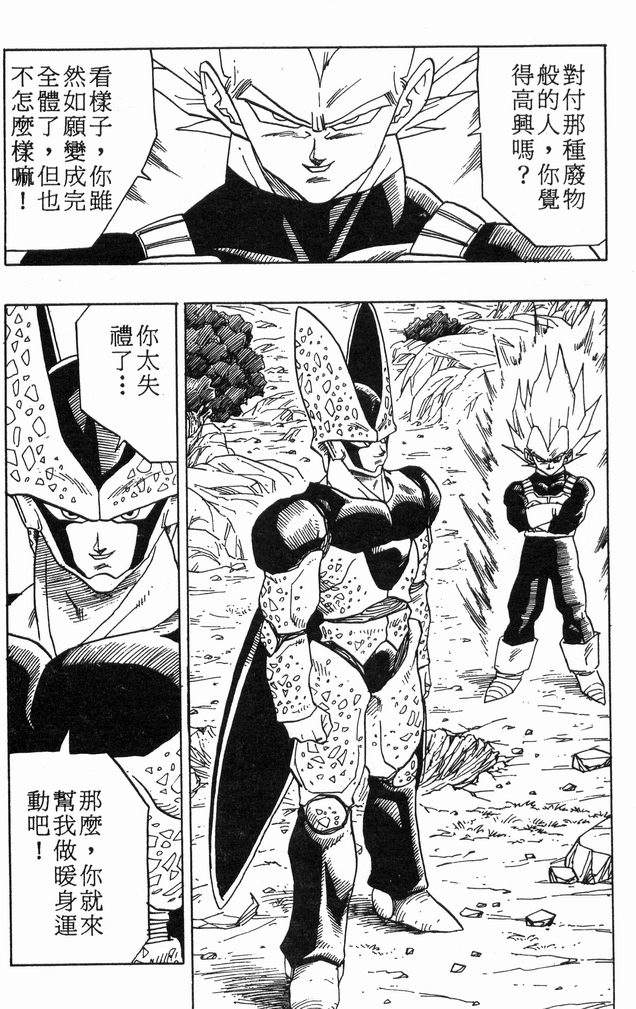 對付那種廢物
般的人，你覺
得高興嗎？
看樣子，你雖
然如願變成完
全體了，但也
不怎麼樣嘛！
你太失
禮了…
那麼，你就來
幫我做暖身運
動吧！